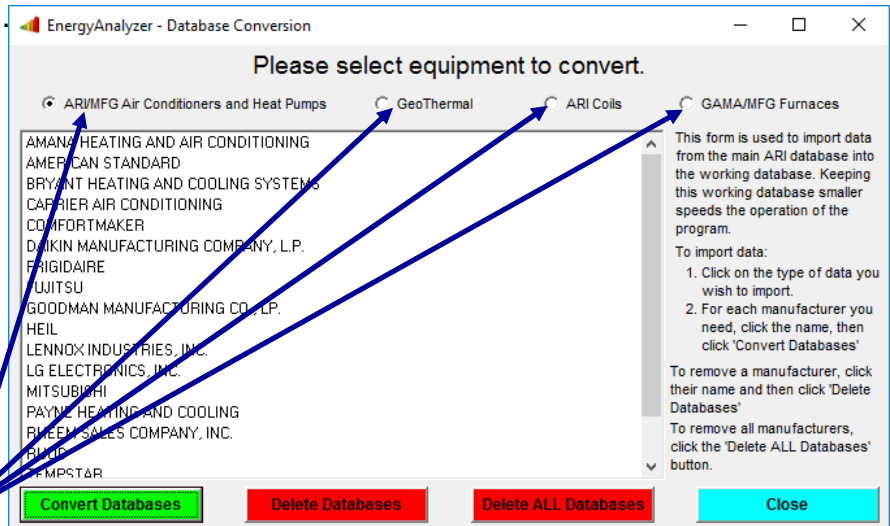 EnergyAnalyzer - Database Conversion
Please select equipment to convert.
ARI/MFG Air Conditioners and Heat Pumps
GeoThermal
ARI Coils
GAMA/MFG Furnaces
AMANA HEATING AND AIR CONDITIONING
AMERICAN STANDARD
BRYANT HEATING AND COOLING SYSTEMS
CARRIER AIR CONDITIONING
COMFORTMAKER
DAIKIN MANUFACTURING COMPANY, L.P.
FRIGIDAIRE
FUJITSU
GOODMAN MANUFACTURING CO., LP.
HEIL
LENNOX INDUSTRIES, INC.
LG ELECTRONICS, INC.
MITSUBISHI
PAYNE HEATING AND COOLING
RHEEM SALES COMPANY, INC.
RUUD
TEMPSTAR
This form is used to import data
from the main ARI database into
the working database. Keeping
this working database smaller
speeds the operation of the
program.
To import data:
1. Click on the type of data you
wish to import.
2. For each manufacturer you
need, click the name, then
click 'Convert Databases'
To remove a manufacturer, click
their name and then click 'Delete
Databases'
To remove all manufacturers,
click the 'Delete ALL Databases'
button.
Convert Databases
Delete Databases
Delete ALL Databases
Close